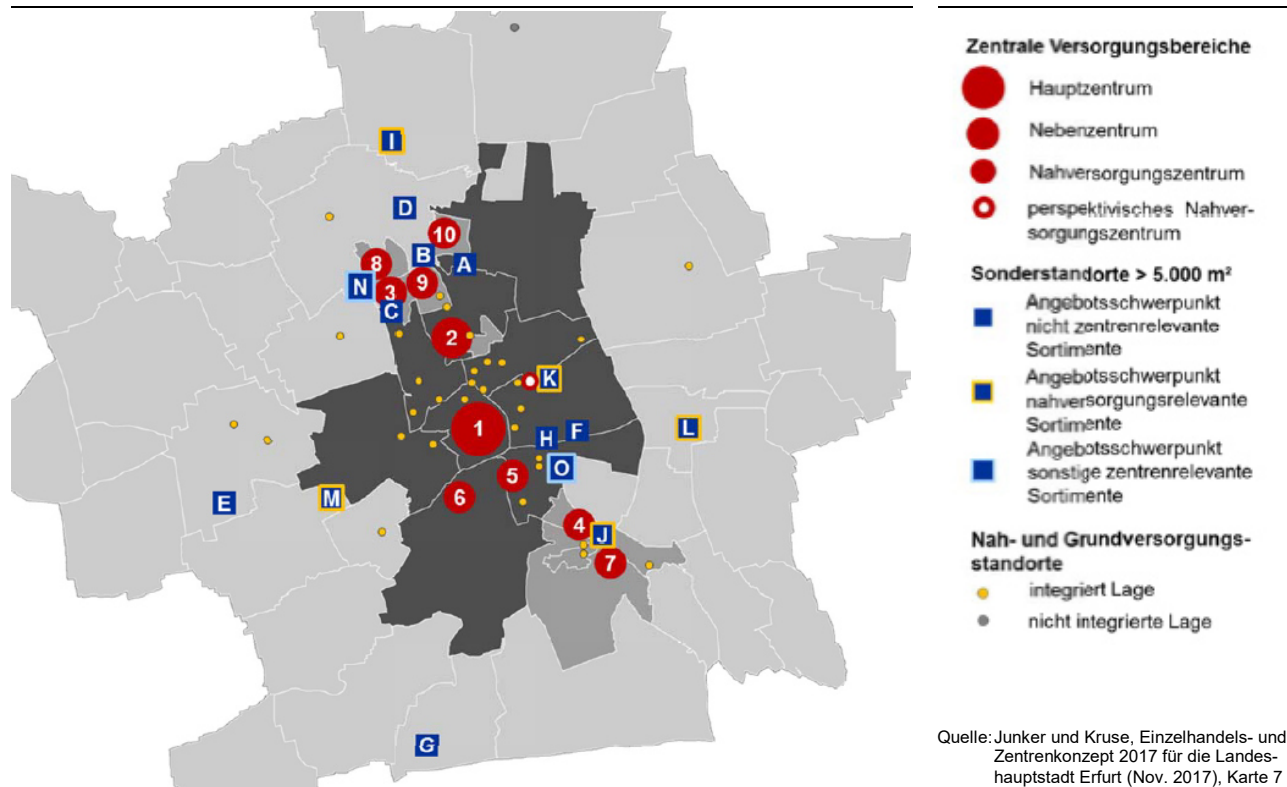 I
D
10
B
A
8
N
3
9
C
2
K
1
H
F
L
O
5
6
M
E
4
J
7
G
Zentrale Versorgungsbereiche
Hauptzentrum
Nebenzentrum
Nahversorgungszentrum
perspektivisches Nahver-
sorgungszentrum
Sonderstandorte > 5.000 m²
Angebotsschwerpunkt
nicht zentrenrelevante
Sortimente
Angebotsschwerpunkt
nahversorgungsrelevante
Sortimente
Angebotsschwerpunkt
sonstige zentrenrelevante
Sortimente
Nah- und Grundversorgungs-
standorte
integriert Lage
nicht integrierte Lage
Quelle: Junker und Kruse, Einzelhandels- und
Zentrenkonzept 2017 für die Landes-
hauptstadt Erfurt (Nov. 2017), Karte 7